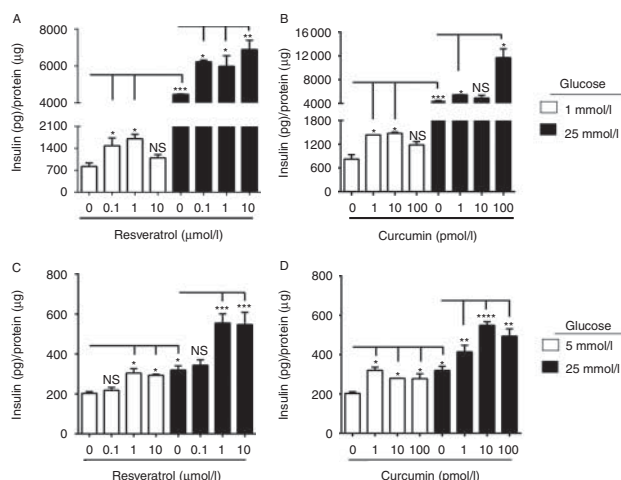 A
Insulin (pg)/protein (µg)
8000
6000
4000
2100
1400
700
0
* * NS *** * * **
0 0.1 1 10 0 0.1 1 10
Resveratrol (µmol/l)
B
Insulin (pg)/protein (µg)
16 000
12 000
8000
4000
1800
1200
600
0
* * NS *** * NS *
0 1 10 100 0 1 10 100
Curcumin (pmol/l)
Glucose
1 mmol/l
25 mmol/l
C
Insulin (pg)/protein (µg)
800
600
400
200
0
NS * * * NS *** ***
0 0.1 1 10 0 0.1 1 10
Resveratrol (µmol/l)
D
Insulin (pg)/protein (µg)
800
600
400
200
0
* * * * ** **** **
0 1 10 100 0 1 10 100
Curcumin (pmol/l)
Glucose
5 mmol/l
25 mmol/l